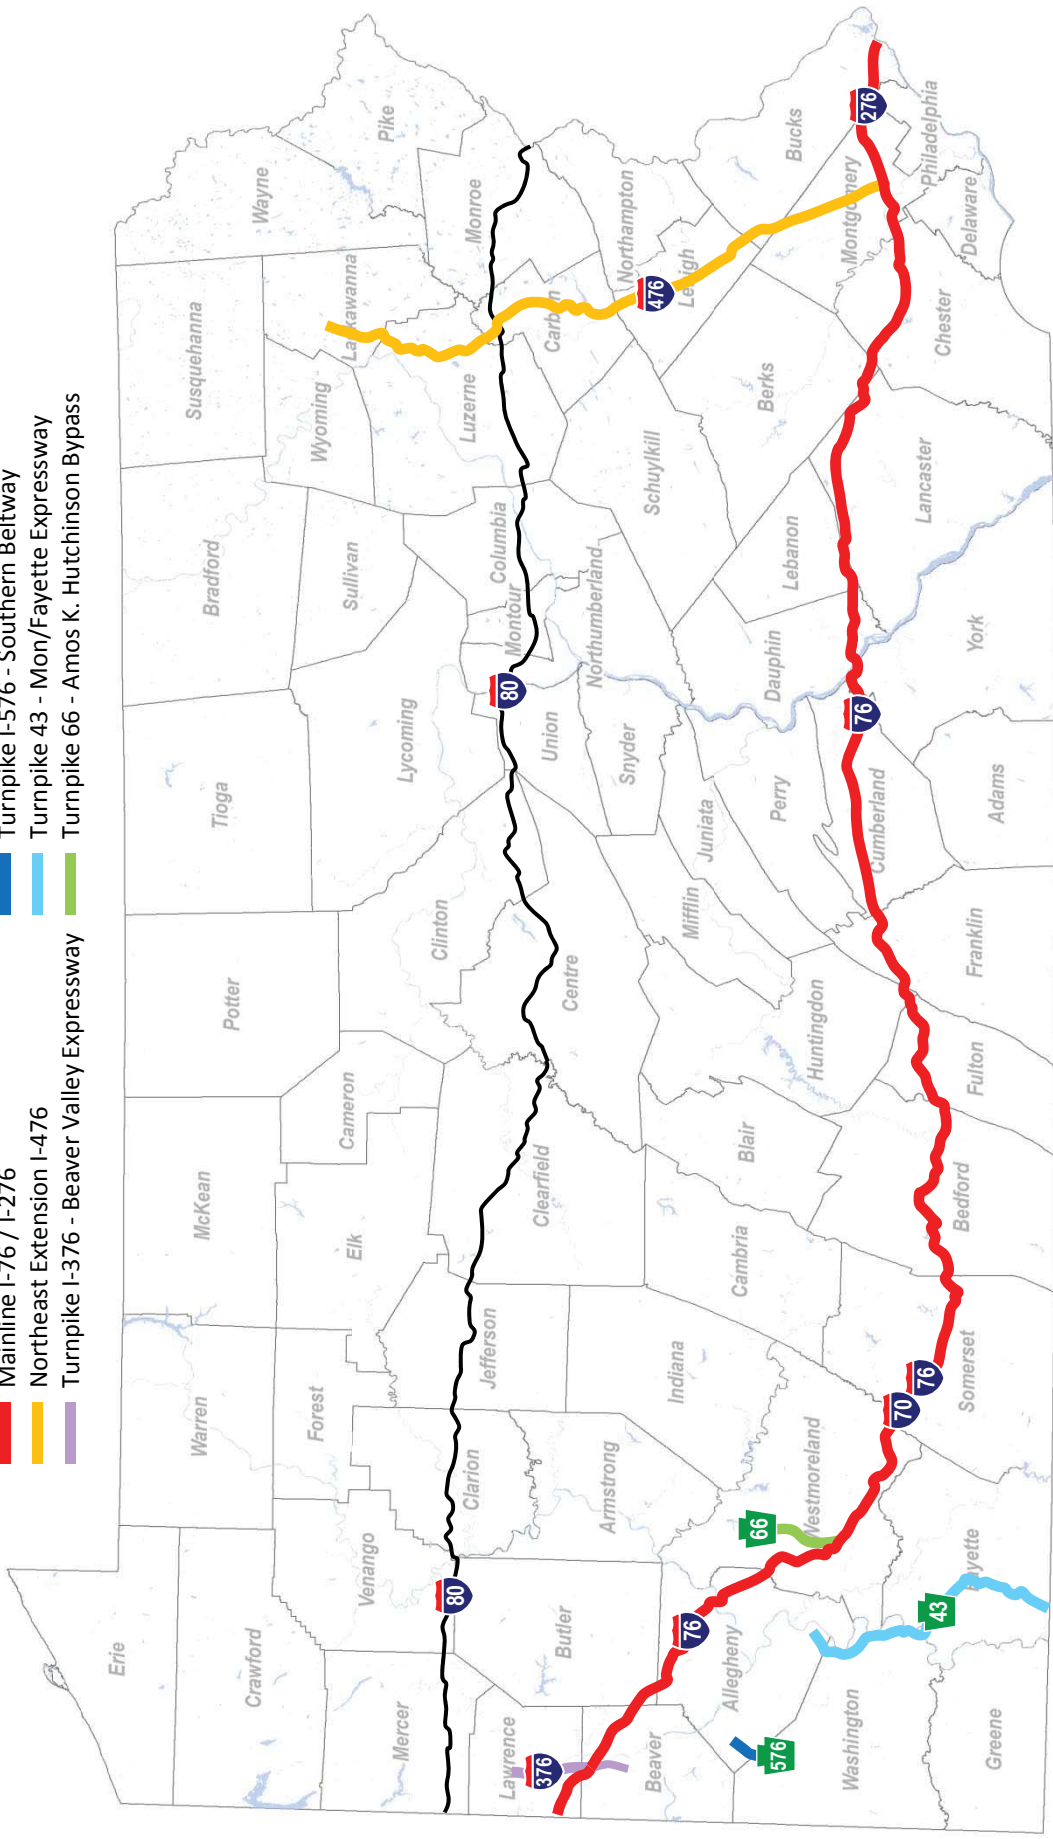 Mainline I-76 / I-276
Northeast Extension I-476
Turnpike I-376 - Beaver Valley Expressway
Turnpike I-576 - Southern Beltway
Turnpike 43 - Mon/Fayette Expressway
Turnpike 66 - Amos K. Hutchinson Bypass
Erie
Crawford
Mercer
Lawrence
Beaver
Washington
Greene
Warren
Forest
Venango
Clarion
Butler
Armstrong
Allegheny
Westmoreland
Fayette
McKean
Elk
Jefferson
Indiana
Cambria
Somerset
Potter
Cameron
Clearfield
Blair
Bedford
Clinton
Centre
Mifflin
Huntingdon
Fulton
Franklin
Tioga
Lycoming
Union
Snyder
Juniata
Perry
Cumberland
Adams
Bradford
Sullivan
Columbia
Montour
Northumberland
Dauphin
Lebanon
York
Susquehanna
Wyoming
Luzerne
Schuylkill
Berks
Lancaster
Wayne
Lackawanna
Carbon
Lehigh
Chester
Pike
Monroe
Northampton
Bucks
Montgomery
Philadelphia
Delaware
80
80
376
76
576
66
43
70
76
76
476
276